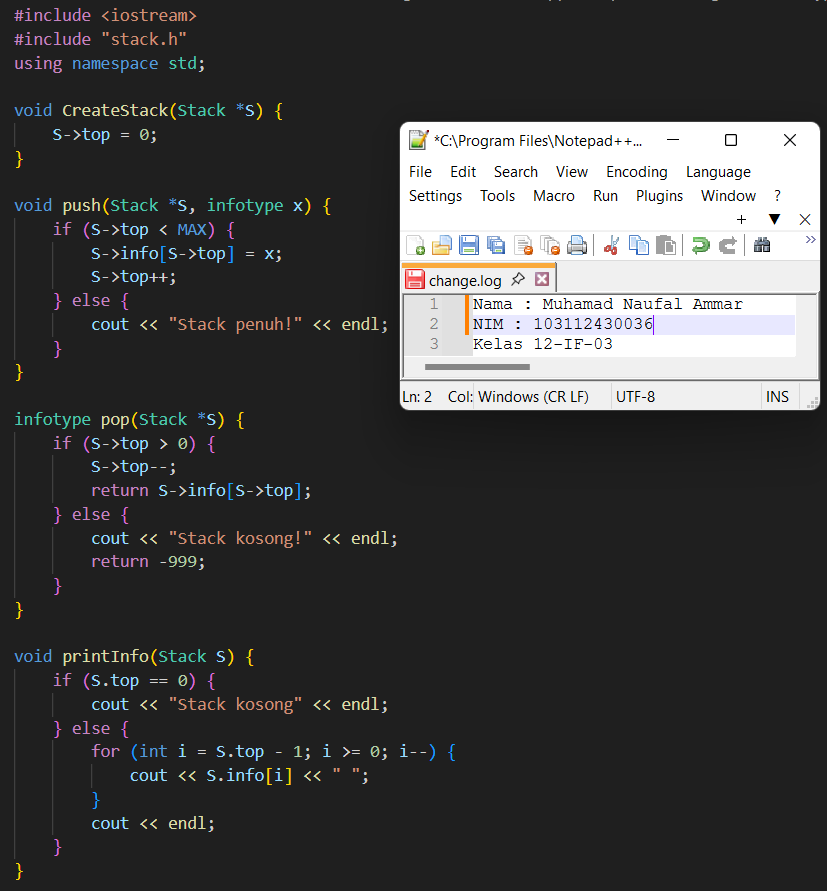 #include <iostream>
#include "stack.h"
using namespace std;
void CreateStack(Stack *S) {
S->top = 0;
}
void push(Stack *S, infotype x) {
if (S->top < MAX) {
S->info[S->top] = x;
S->top++;
} else {
cout << "Stack penuh!" << endl;
}
}
infotype pop(Stack *S) {
if (S->top > 0) {
S->top--;
return S->info[S->top];
} else {
cout << "Stack kosong!" << endl;
return -999;
}
}
void printInfo(Stack S) {
if (S.top == 0) {
cout << "Stack kosong" << endl;
} else {
for (int i = S.top - 1; i >= 0; i--) {
cout << S.info[i] << " ";
}
cout << endl;
}
}
*C:\Program Files\Notepad++...
File Edit Search View Encoding Language
Settings Tools Macro Run Plugins Window ?
change.log
1 Nama : Muhamad Naufal Ammar
2 NIM : 103112430036
3 Kelas 12-IF-03
Ln: 2 Col: Windows (CR LF) UTF-8 INS